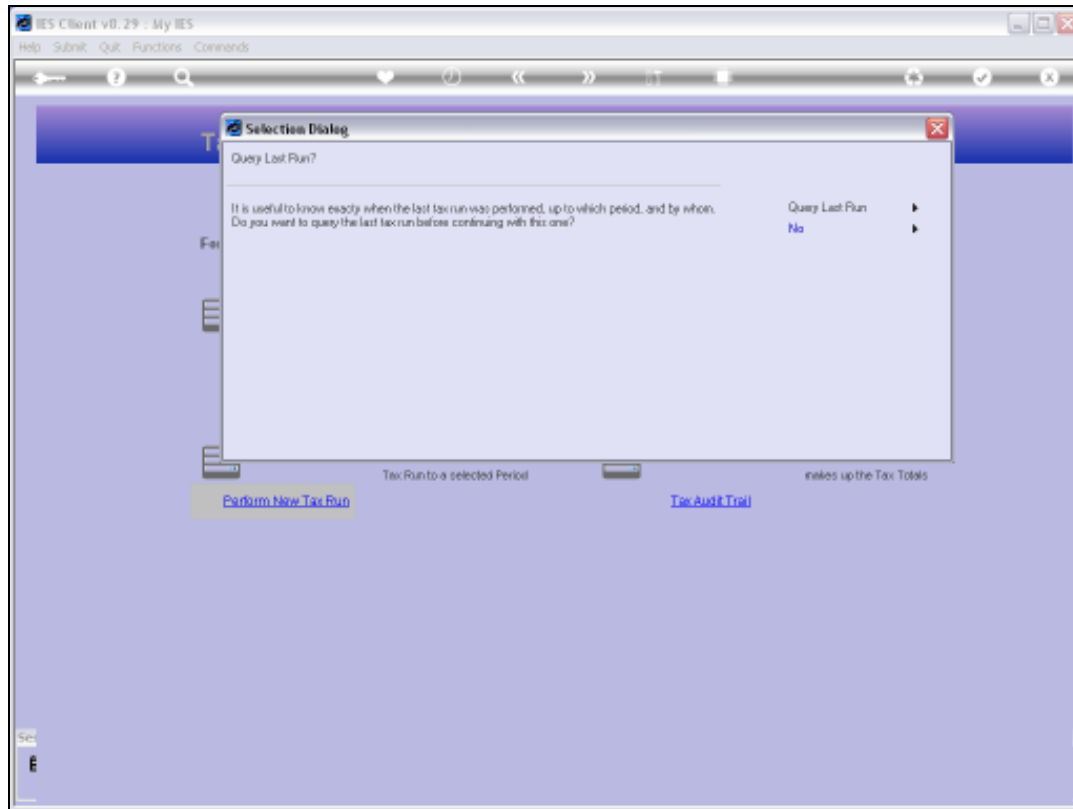 IES Client v0.29 : My IES
Help Submit Quit Functions Commands
Selection Dialog
Query Last Run?
It is useful to know exactly when the last tax run was performed, up to which period, and by whom.
Do you want to query the last tax run before continuing with this one?
Query Last Run
No
Tax Run to a selected Period
makes up the Tax Totals
Perform New Tax Run
Tax Audit Trail